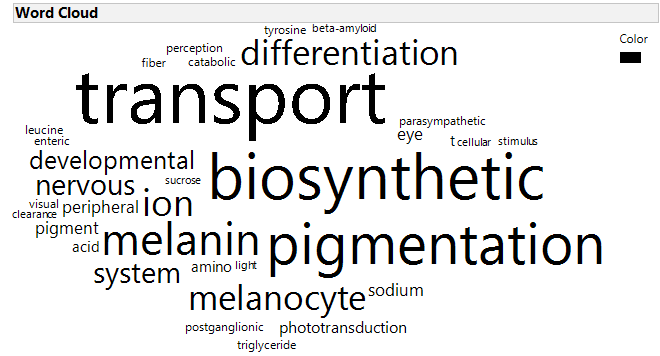 Word Cloud
tyrosine beta-amyloid
Color
perception differentiation
fiber catabolic
transport
parasympathetic
leucine eye t cellular stimulus
enteric
developmental biosynthetic
nervous sucrose
visual peripheral ion
clearance
pigment melanin pigmentation
acid
system amino light
melanocyte sodium
postganglionic phototransduction
triglyceride